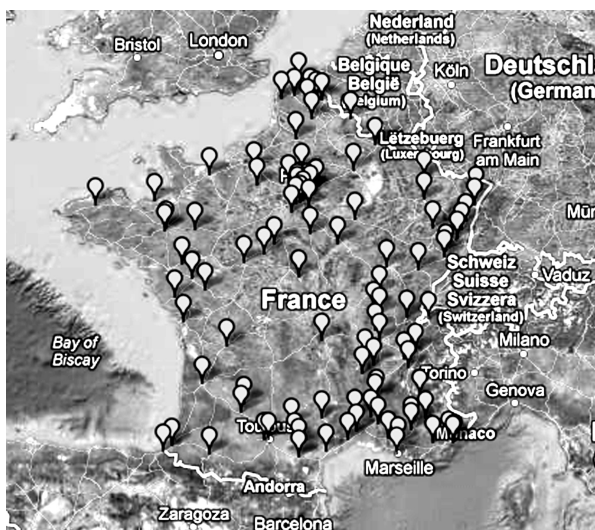 Nederland
(Netherlands)
Bristol
London
Belgique
België
(Belgium)
Köln
Deutschl
(German
Lëtzebuerg
(Luxembourg)
Frankfurt
am Main
Mün
Schweiz
Suisse
Svizzera
(Switzerland)
Vaduz
France
Bay of
Biscay
Milano
Torino
Genova
Monaco
Marseille
Andorra
Zaragoza
Barcelona